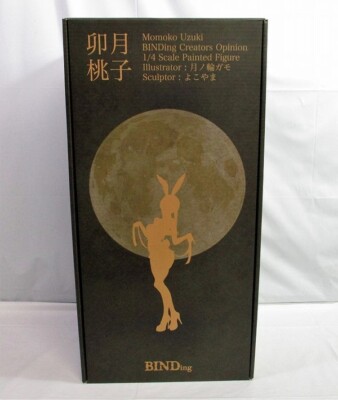 卯月
桃子
Momoko Uzuki
BINDing Creators Opinion
1/4 Scale Painted Figure
Illustrator：月ノ輪ガモ
Sculptor：よこやま
BINDing